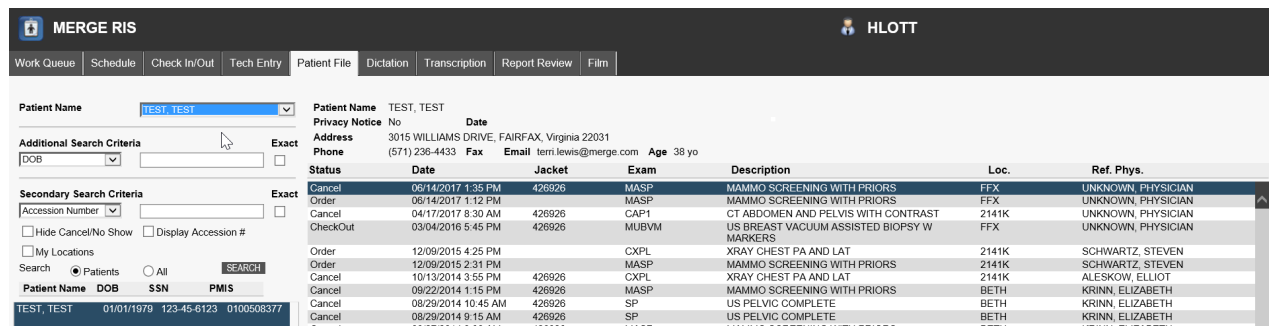 MERGE RIS HLOTT
Work Queue Schedule Check In/Out Tech Entry Patient File Dictation Transcription Report Review Film
Patient Name TEST, TEST
Additional Search Criteria Exact
DOB
Secondary Search Criteria Exact
Accession Number
Hide Cancel/No Show Display Accession #
My Locations
Search Patients All SEARCH
Patient Name DOB SSN PMIS
TEST, TEST 01/01/1979 123-45-6123 0100508377
Patient Name TEST, TEST
Privacy Notice No Date
Address 3015 WILLIAMS DRIVE, FAIRFAX, Virginia 22031
Phone (571) 236-4433 Fax Email terri.lewis@merge.com Age 38 yo
Status Date Jacket Exam Description Loc. Ref. Phys.
Cancel 06/14/2017 1:35 PM 426926 MASP MAMMO SCREENING WITH PRIORS FFX UNKNOWN, PHYSICIAN
Order 06/14/2017 1:12 PM MASP MAMMO SCREENING WITH PRIORS FFX UNKNOWN, PHYSICIAN
Cancel 04/17/2017 8:30 AM 426926 CAP1 CT ABDOMEN AND PELVIS WITH CONTRAST 2141K UNKNOWN, PHYSICIAN
CheckOut 03/04/2016 5:45 PM 426926 MUBVM US BREAST VACUUM ASSISTED BIOPSY W FFX UNKNOWN, PHYSICIAN
MARKERS
Order 12/09/2015 4:25 PM CXPL XRAY CHEST PA AND LAT 2141K SCHWARTZ, STEVEN
Order 12/09/2015 2:31 PM MASP MAMMO SCREENING WITH PRIORS 2141K SCHWARTZ, STEVEN
Cancel 10/13/2014 3:55 PM 426926 CXPL XRAY CHEST PA AND LAT 2141K ALESKOW, ELLIOT
Cancel 09/22/2014 1:15 PM 426926 MASP MAMMO SCREENING WITH PRIORS BETH KRINN, ELIZABETH
Cancel 08/29/2014 10:45 AM 426926 SP US PELVIC COMPLETE BETH KRINN, ELIZABETH
Cancel 08/29/2014 9:15 AM 426926 SP US PELVIC COMPLETE BETH KRINN, ELIZABETH